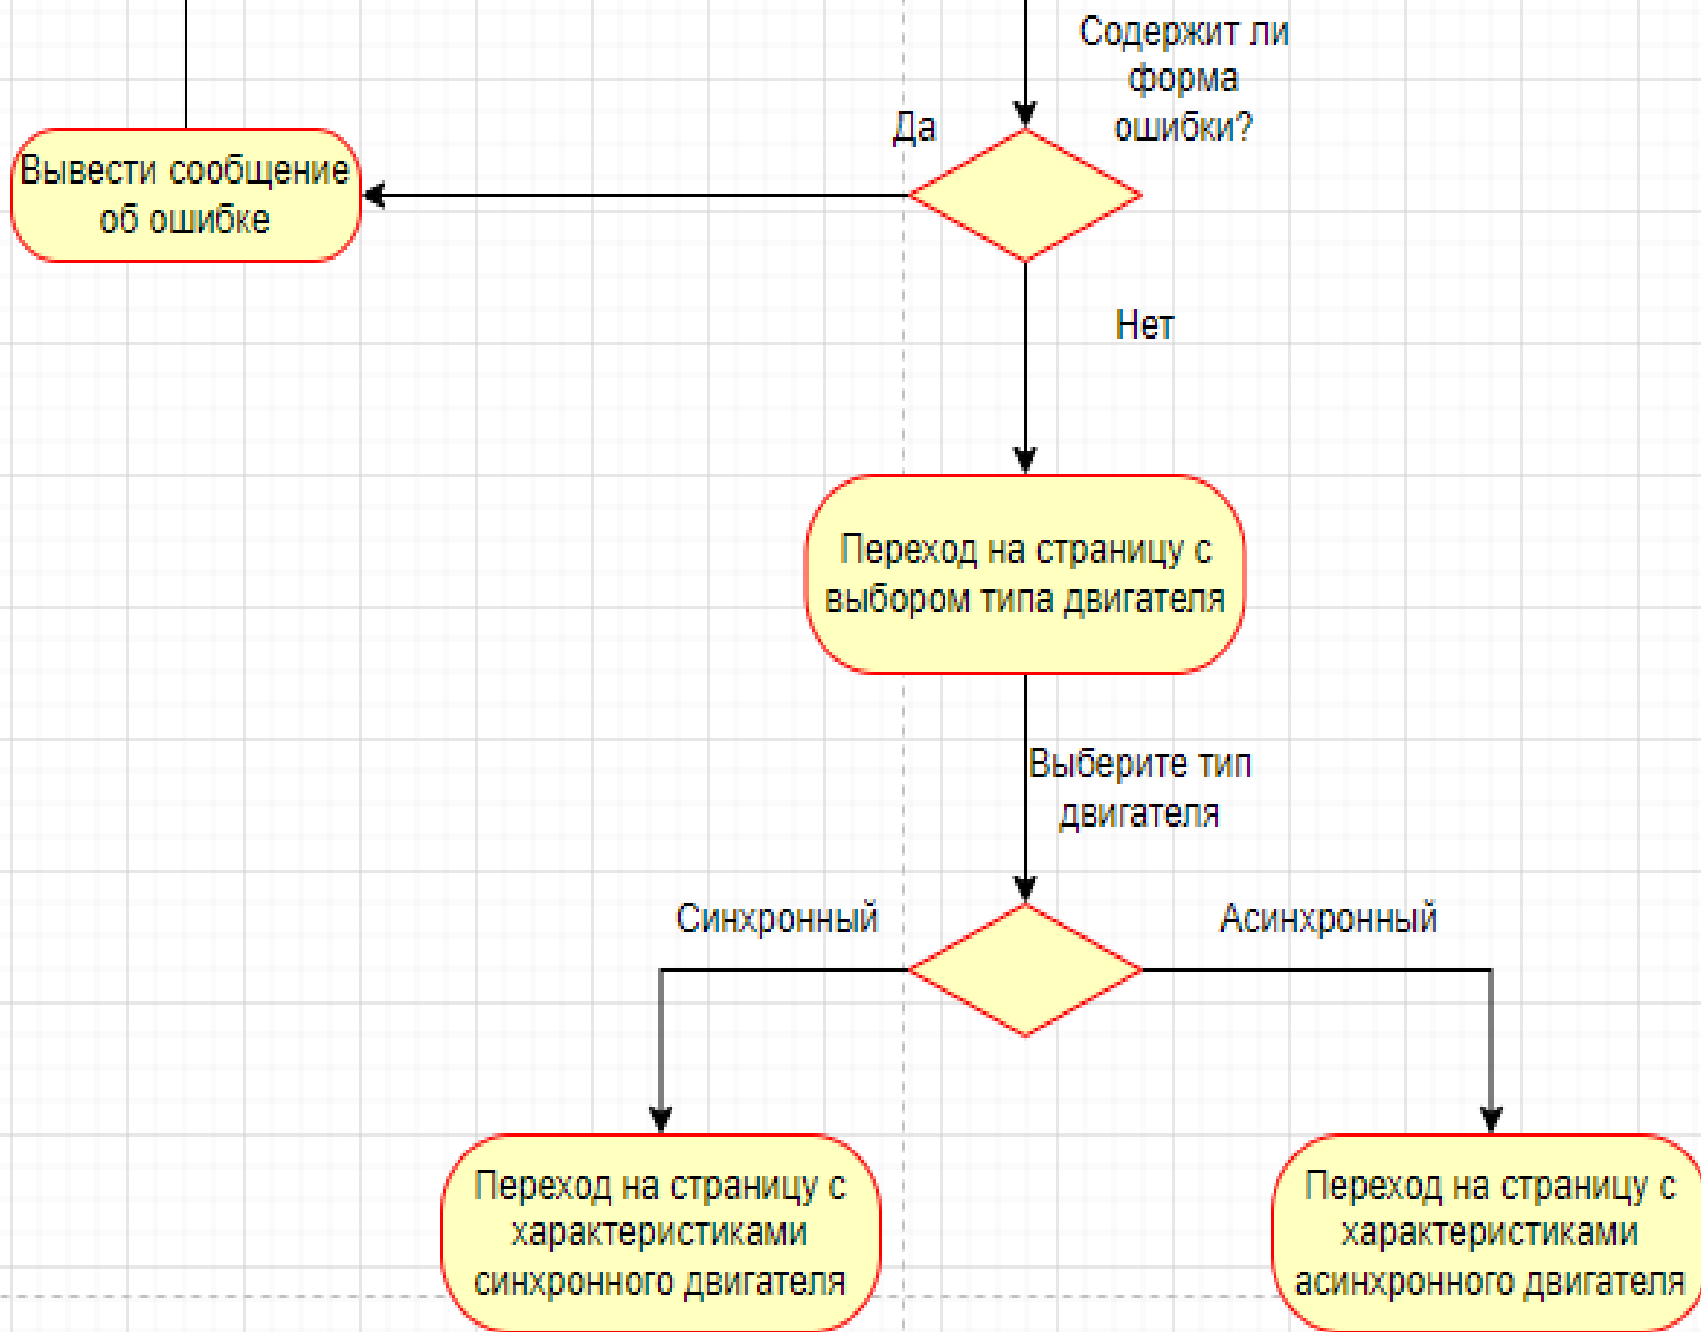 Содержит ли
форма
ошибки?
Да
Вывести сообщение
об ошибке
Нет
Переход на страницу с
выбором типа двигателя
Выберите тип
двигателя
Синхронный
Асинхронный
Переход на страницу с
характеристиками
синхронного двигателя
Переход на страницу с
характеристиками
асинхронного двигателя